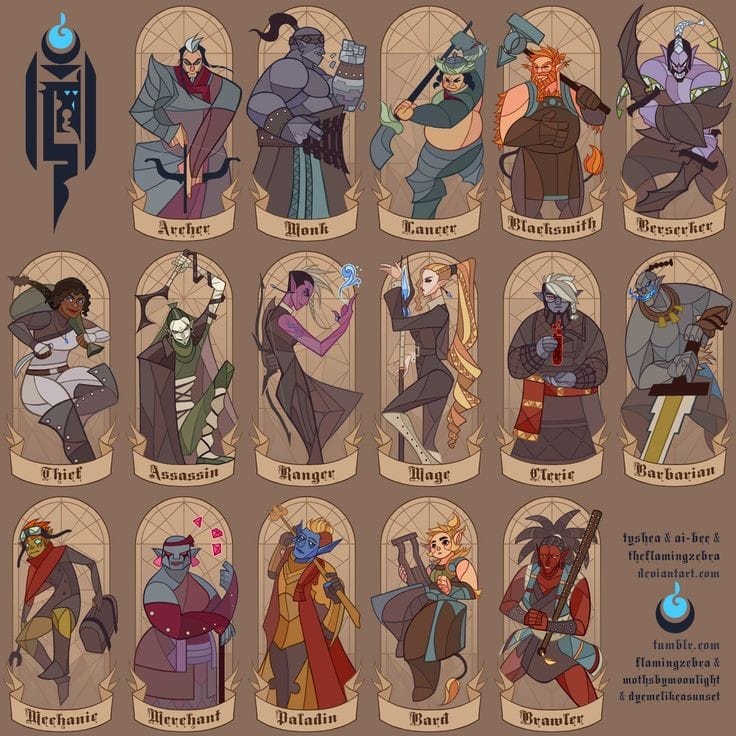 Archer
Monk
Lancer
Blacksmith
Berserker
Thief
Assassin
Ranger
Mage
Cleric
Barbarian
Mechanic
Merchant
Paladin
Bard
Brawler
tyshea & ai-bee &
theflamingzebra
deviantart.com
tumblr.com
flamingzebra &
mothsbymoonlight
& dyemelikeasunset